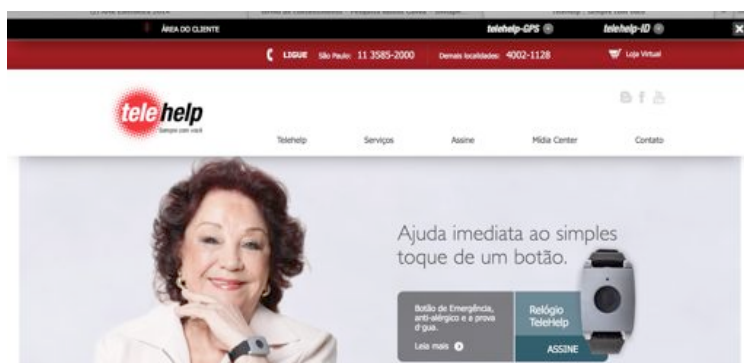 ÁREA DO CLIENTE
telehelp-GPS
telehelp-ID
LIGUE São Paulo: 11 3585-2000 Demais localidades: 4002-1128 Loja Virtual
telehelp
Sempre com você
Telehelp Serviços Assine Mídia Center Contato
Ajuda imediata ao simples
toque de um botão.
Botão de Emergência,
anti-alérgico e a prova
d'gua.
Leia mais
Relógio
TeleHelp
ASSINE